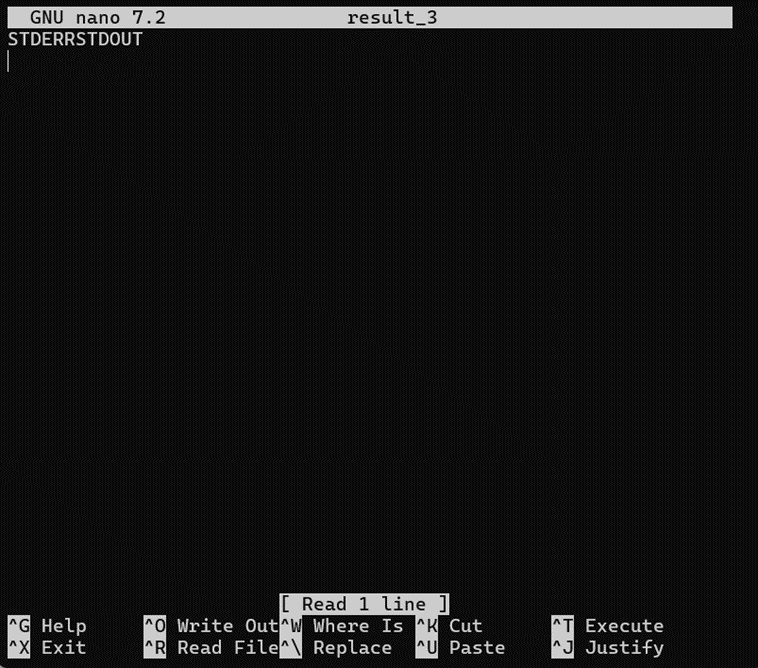 GNU nano 7.2 result_3
STDERRSTDOUT
[ Read 1 line ]
^G Help ^O Write Out ^W Where Is ^K Cut ^T Execute
^X Exit ^R Read File ^\ Replace ^U Paste ^J Justify